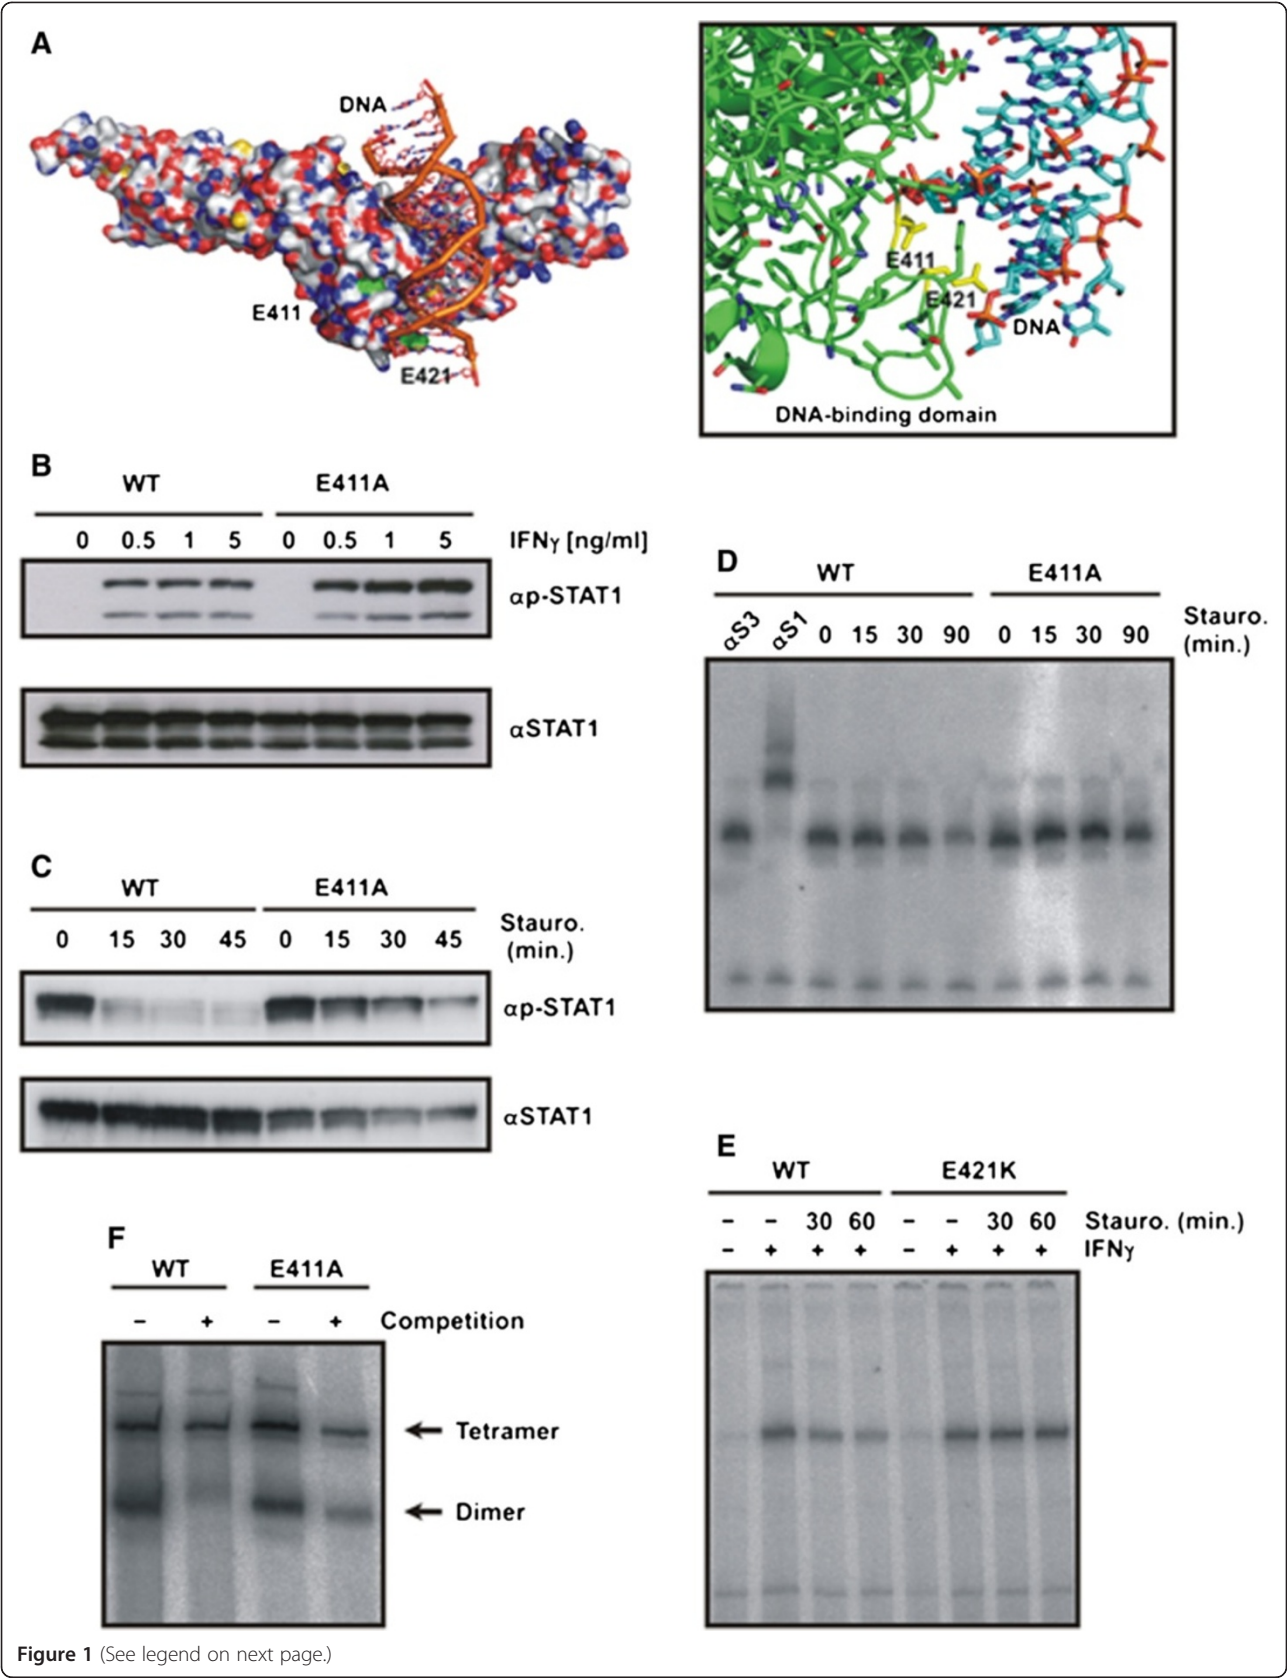 A
DNA
E411
E421
E411
E421
DNA
DNA-binding domain
B
WT E411A
0 0.5 1 5 0 0.5 1 5 IFNγ [ng/ml]
αp-STAT1
αSTAT1
C
WT E411A
0 15 30 45 0 15 30 45 Stauro.
(min.)
αp-STAT1
αSTAT1
D
WT E411A
αS3 αS1 0 15 30 90 0 15 30 90 Stauro.
(min.)
E
WT E421K
– – 30 60 – – 30 60 Stauro. (min.)
– + + + – + + + IFNγ
F
WT E411A
– + – + Competition
Tetramer
Dimer
Figure 1 (See legend on next page.)